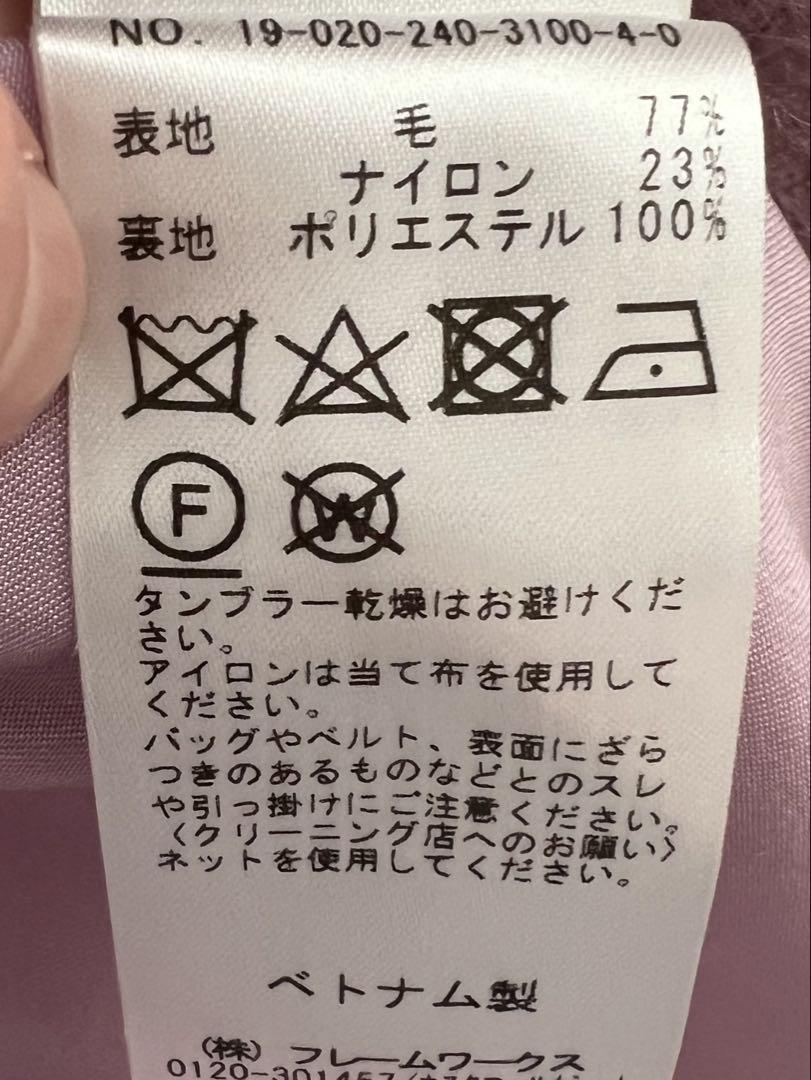 NO. 19-020-240-3100-4-0
表地 毛 77%
ナイロン 23%
裏地 ポリエステル 100%
F
W
タンブラー乾燥はお避けくだ
さい。
アイロンは当て布を使用して
ください。
バッグやベルト、表面にざら
つきのあるものなどとのスレ
や引っ掛けにご注意ください。
〈クリーニング店へのお願い〉
ネットを使用してください。
ベトナム製
(株) フレームワークス
0120-301457